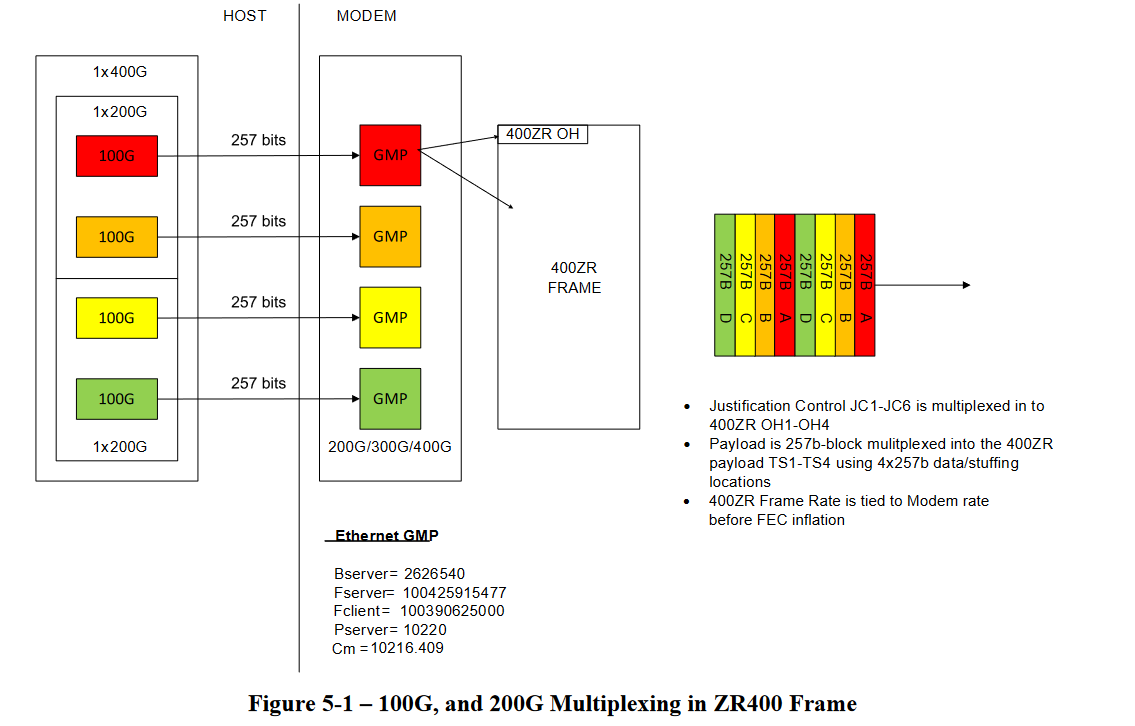 HOST
MODEM
1x400G
1x200G
100G
257 bits
GMP
400ZR OH
100G
257 bits
GMP
400ZR
FRAME
100G
257 bits
GMP
100G
257 bits
GMP
1x200G
200G/300G/400G
257B D
257B C
257B B
257B A
257B D
257B C
257B B
257B A
• Justification Control JC1-JC6 is multiplexed in to
400ZR OH1-OH4
• Payload is 257b-block mulitplexed into the 400ZR
payload TS1-TS4 using 4x257b data/stuffing
locations
• 400ZR Frame Rate is tied to Modem rate
before FEC inflation
Ethernet GMP
Bserver= 2626540
Fserver= 100425915477
Fclient= 100390625000
Pserver= 10220
Cm =10216.409
Figure 5-1 – 100G, and 200G Multiplexing in ZR400 Frame